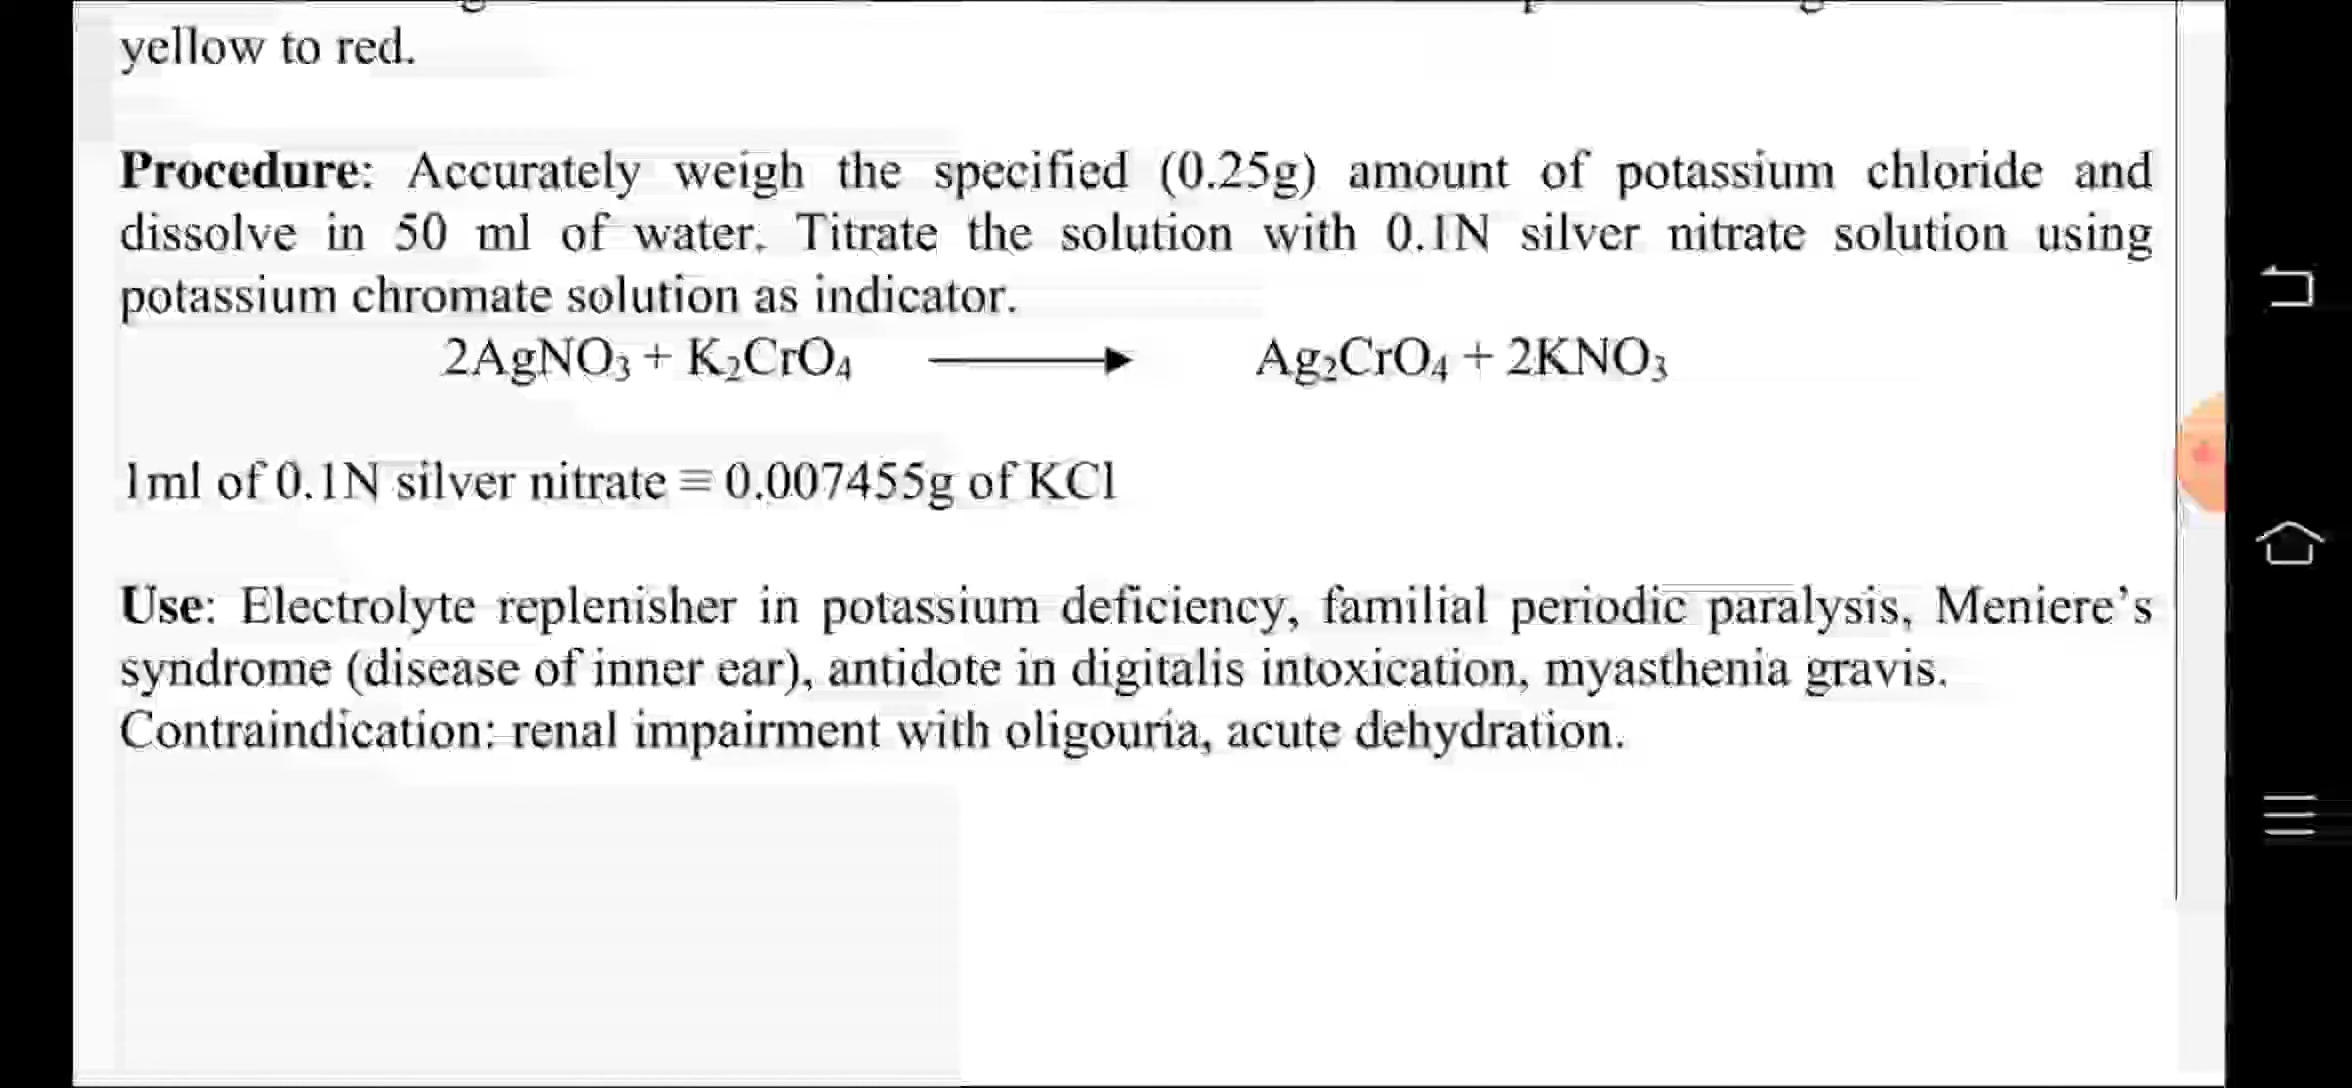 yellow to red.
Procedure: Accurately weigh the specified (0.25g) amount of potassium chloride and
dissolve in 50 ml of water. Titrate the solution with 0.1N silver nitrate solution using
potassium chromate solution as indicator.
2AgNO₃ + K₂CrO₄ ⟶ Ag₂CrO₄ + 2KNO₃
1ml of 0.1N silver nitrate ≡ 0.007455g of KCl
Use: Electrolyte replenisher in potassium deficiency, familial periodic paralysis, Meniere's
syndrome (disease of inner ear), antidote in digitalis intoxication, myasthenia gravis.
Contraindication: renal impairment with oligouria, acute dehydration.